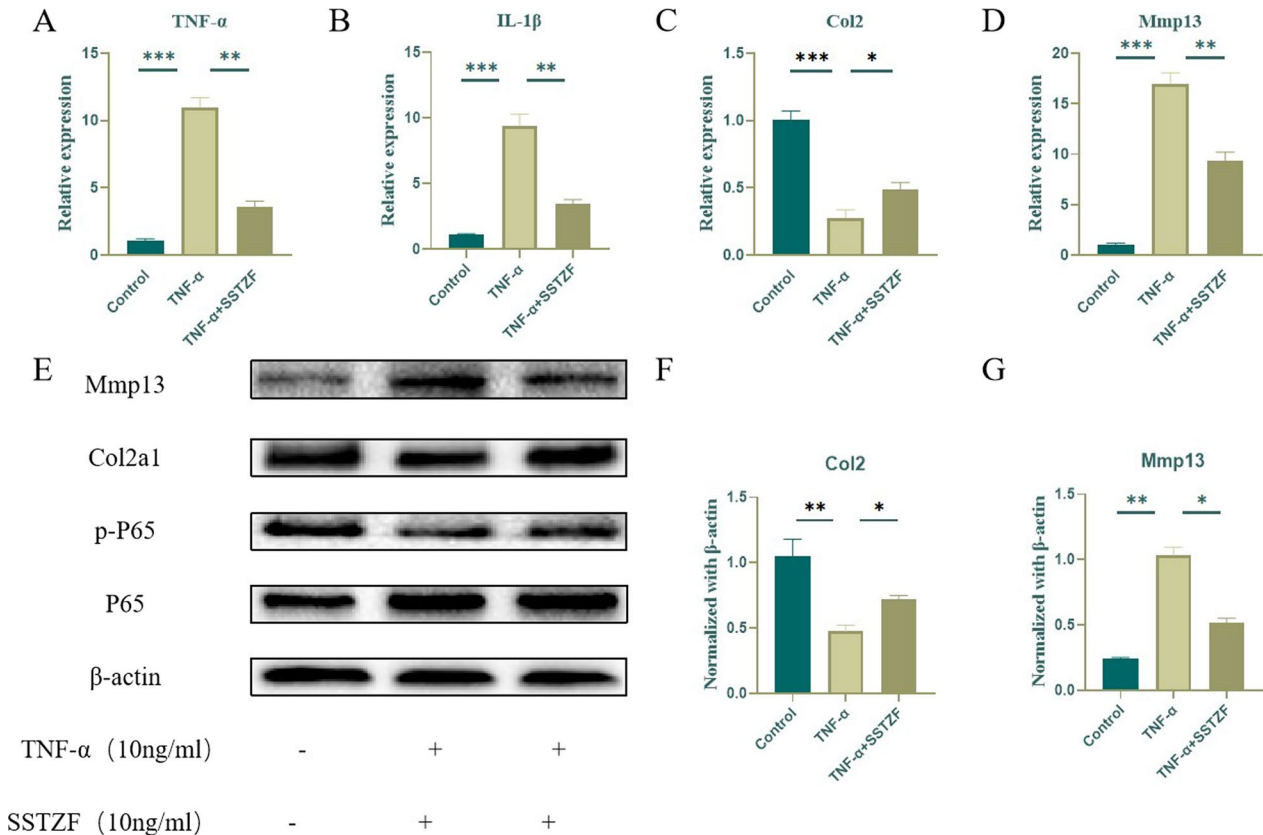 A
TNF-α
Relative expression
15
10
5
0
***
**
Control
TNF-α
TNF-α+SSTZF
B
IL-1β
Relative expression
15
10
5
0
***
**
Control
TNF-α
TNF-α+SSTZF
C
Col2
Relative expression
1.5
1.0
0.5
0.0
***
*
Control
TNF-α
TNF-α+SSTZF
D
Mmp13
Relative expression
20
15
10
5
0
***
**
Control
TNF-α
TNF-α+SSTZF
E
Mmp13
Col2a1
p-P65
P65
β-actin
TNF-α (10ng/ml) - + +
SSTZF (10ng/ml) - + +
F
Col2
Normalized with β-actin
1.5
1.0
0.5
0.0
**
*
Control
TNF-α
TNF-α+SSTZF
G
Mmp13
Normalized with β-actin
1.5
1.0
0.5
0.0
**
*
Control
TNF-α
TNF-α+SSTZF